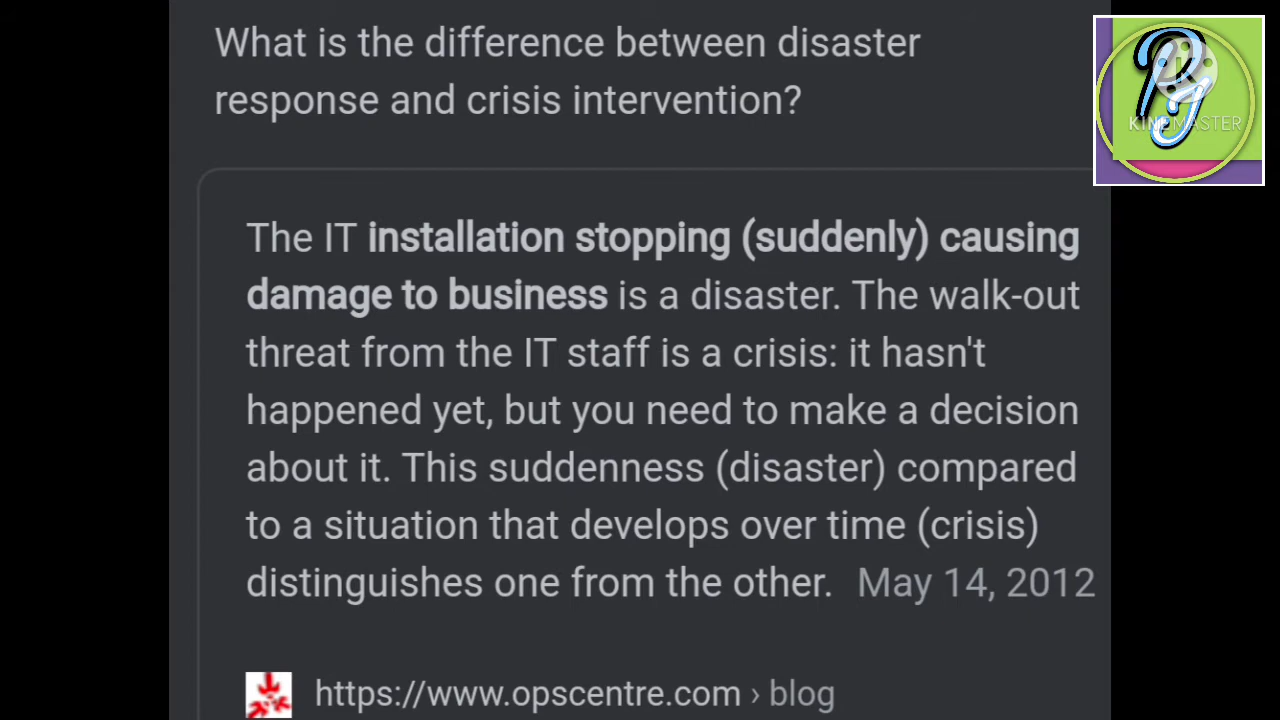 What is the difference between disaster
response and crisis intervention?
The IT installation stopping (suddenly) causing
damage to business is a disaster. The walk-out
threat from the IT staff is a crisis: it hasn't
happened yet, but you need to make a decision
about it. This suddenness (disaster) compared
to a situation that develops over time (crisis)
distinguishes one from the other. May 14, 2012
https://www.opscentre.com › blog
KINEMASTER